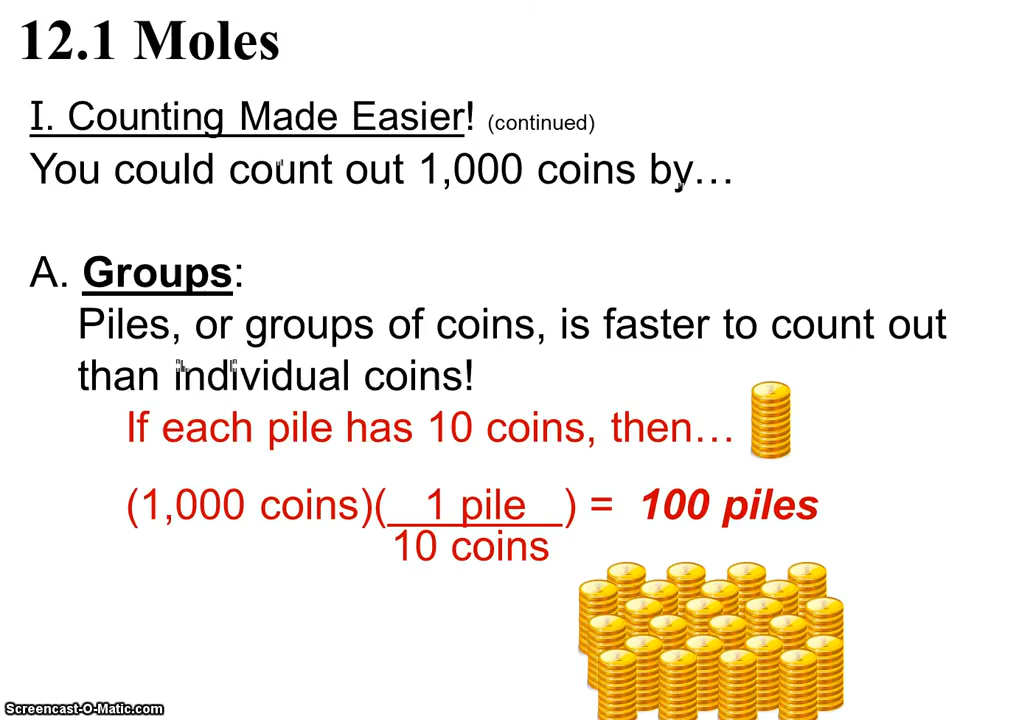 12.1 Moles
I. Counting Made Easier! (continued)
You could count out 1,000 coins by…
A. Groups:
Piles, or groups of coins, is faster to count out
than individual coins!
If each pile has 10 coins, then…
(1,000 coins)( 1 pile ) = 100 piles
10 coins
Screencast-O-Matic.com